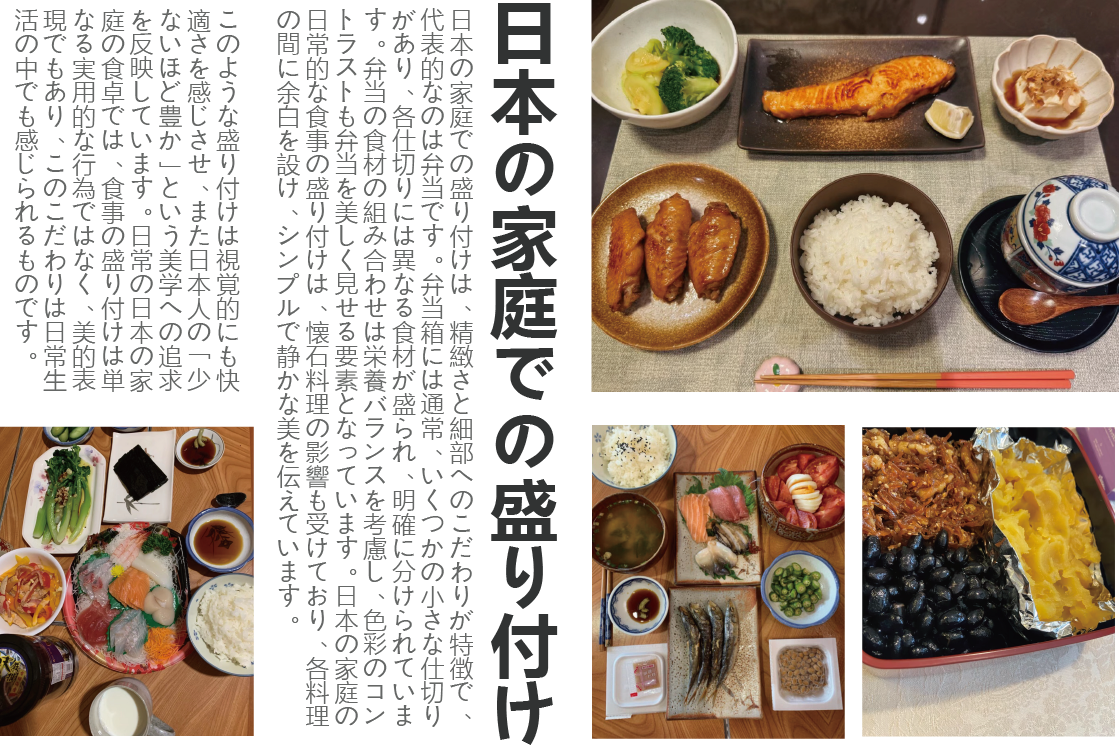 日本の家庭での盛り付け
日本の家庭での盛り付けは、精緻さと細部へのこだわりが特徴で、
代表的なのは弁当です。弁当箱には通常、いくつかの小さな仕切り
があり、各仕切りには異なる食材が盛られ、明確に分けられていま
す。弁当の食材の組み合わせは栄養バランスを考慮し、色彩のコン
トラストも弁当を美しく見せる要素となっています。日本の家庭の
日常的な食事の盛り付けは、懐石料理の影響も受けており、各料理
の間に余白を設け、シンプルで静かな美を伝えています。
このような盛り付けは視覚的にも快
適さを感じさせ、また日本人の「少
ないほど豊か」という美学への追求
を反映しています。日常の日本の家
庭の食卓では、食事の盛り付けは単
なる実用的な行為ではなく、美的表
現でもあり、このこだわりは日常生
活の中でも感じられるものです。